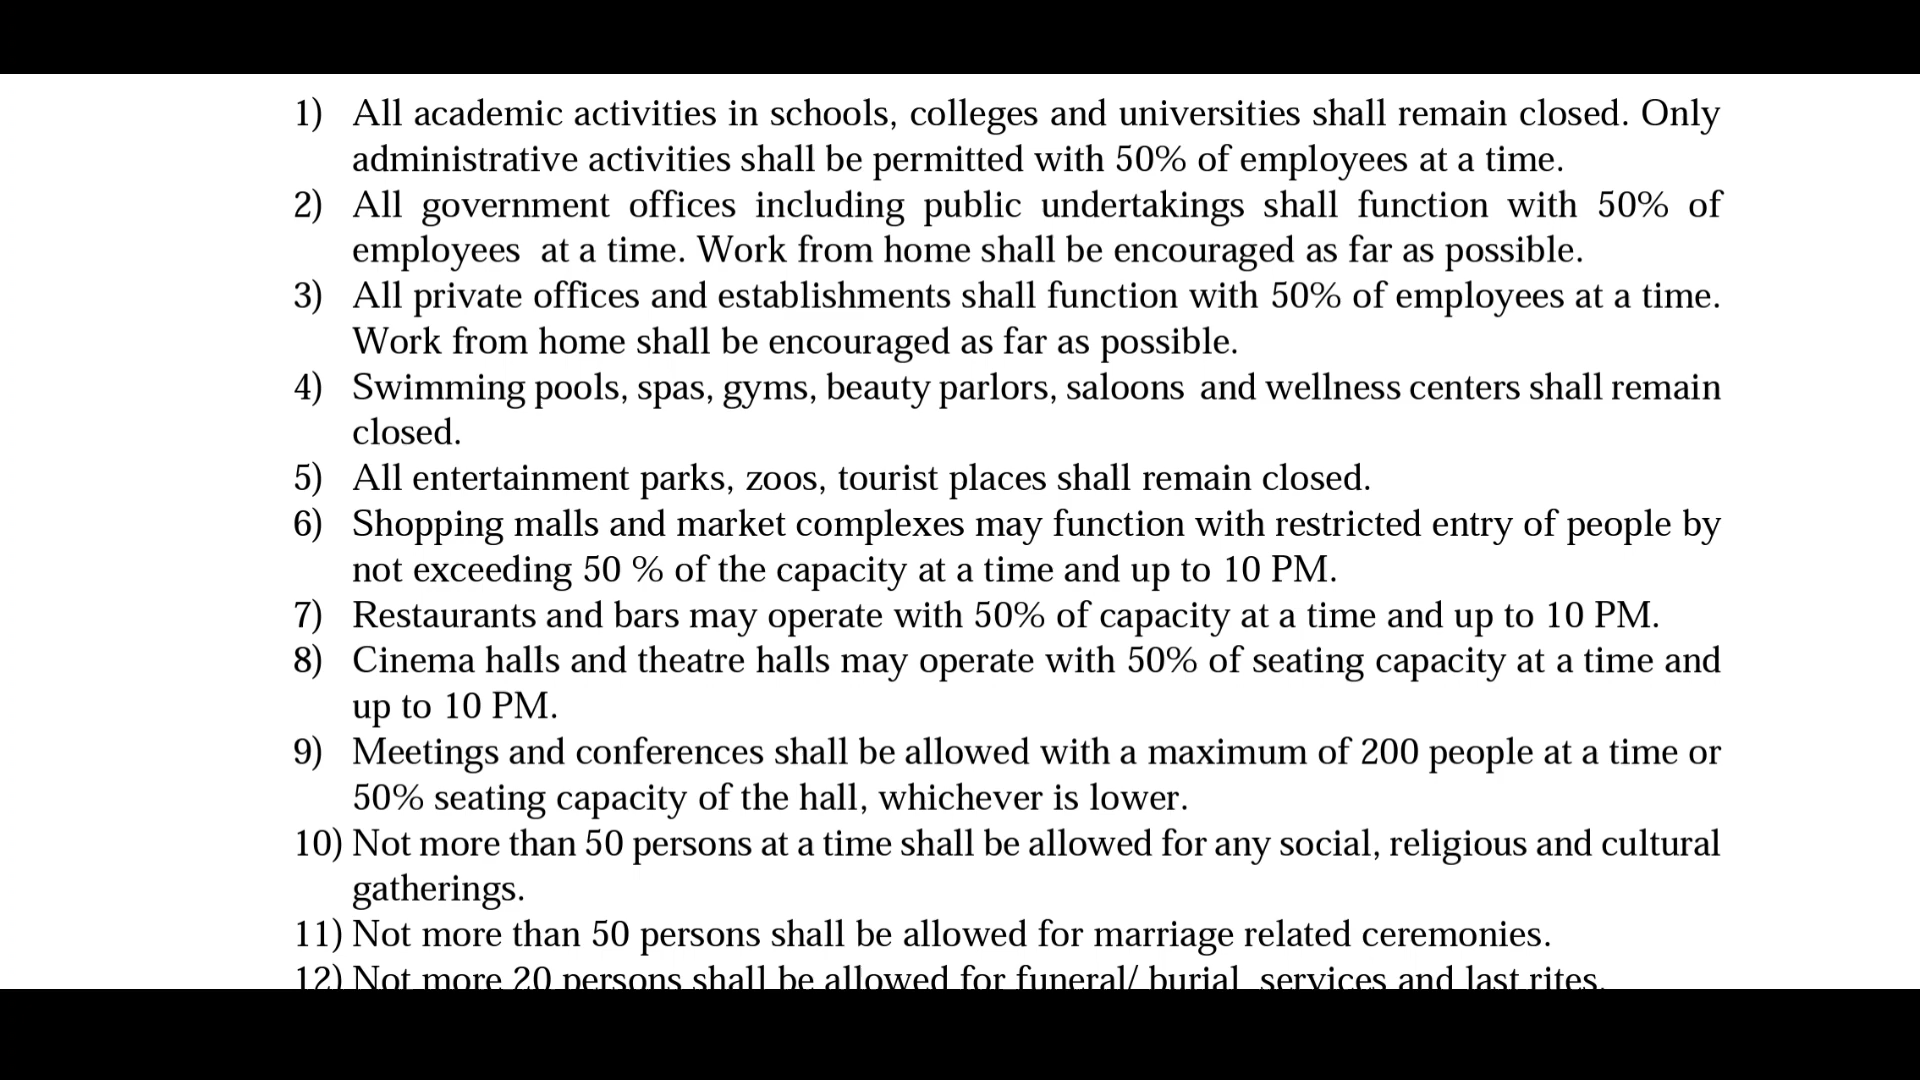 1) All academic activities in schools, colleges and universities shall remain closed. Only
administrative activities shall be permitted with 50% of employees at a time.
2) All government offices including public undertakings shall function with 50% of
employees at a time. Work from home shall be encouraged as far as possible.
3) All private offices and establishments shall function with 50% of employees at a time.
Work from home shall be encouraged as far as possible.
4) Swimming pools, spas, gyms, beauty parlors, saloons and wellness centers shall remain
closed.
5) All entertainment parks, zoos, tourist places shall remain closed.
6) Shopping malls and market complexes may function with restricted entry of people by
not exceeding 50 % of the capacity at a time and up to 10 PM.
7) Restaurants and bars may operate with 50% of capacity at a time and up to 10 PM.
8) Cinema halls and theatre halls may operate with 50% of seating capacity at a time and
up to 10 PM.
9) Meetings and conferences shall be allowed with a maximum of 200 people at a time or
50% seating capacity of the hall, whichever is lower.
10) Not more than 50 persons at a time shall be allowed for any social, religious and cultural
gatherings.
11) Not more than 50 persons shall be allowed for marriage related ceremonies.
12) Not more 20 persons shall be allowed for funeral/ burial services and last rites.